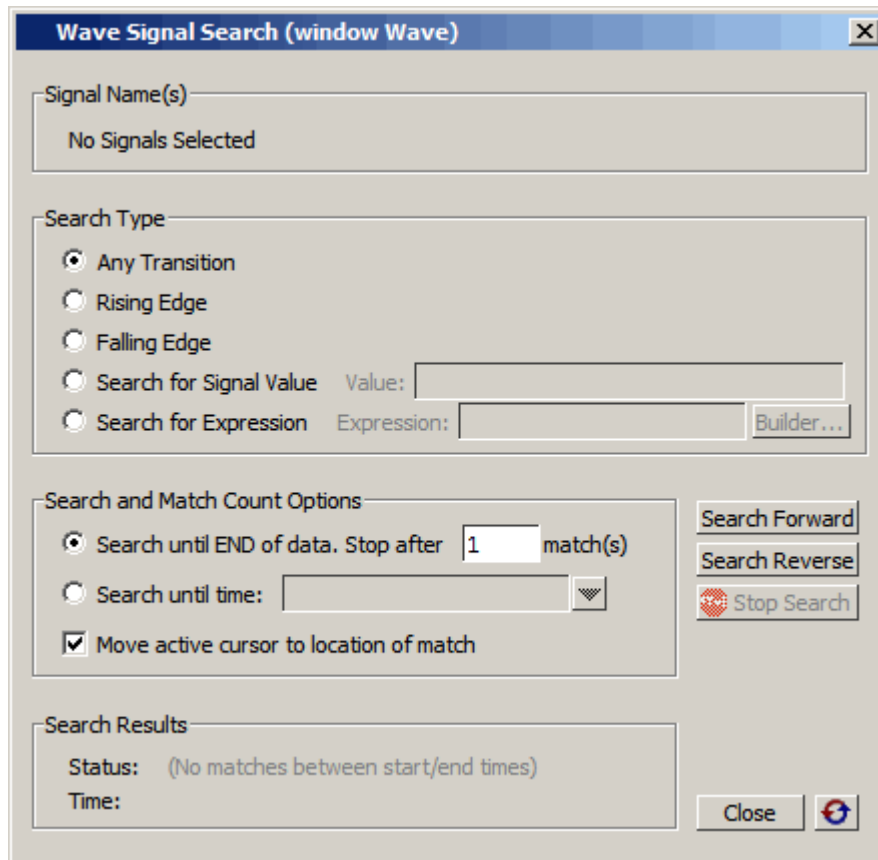 Wave Signal Search (window Wave)
Signal Name(s)
No Signals Selected
Search Type
Any Transition
Rising Edge
Falling Edge
Search for Signal Value Value:
Search for Expression Expression: Builder...
Search and Match Count Options
Search until END of data. Stop after 1 match(s)
Search until time:
Move active cursor to location of match
Search Forward
Search Reverse
Stop Search
Search Results
Status: (No matches between start/end times)
Time:
Close